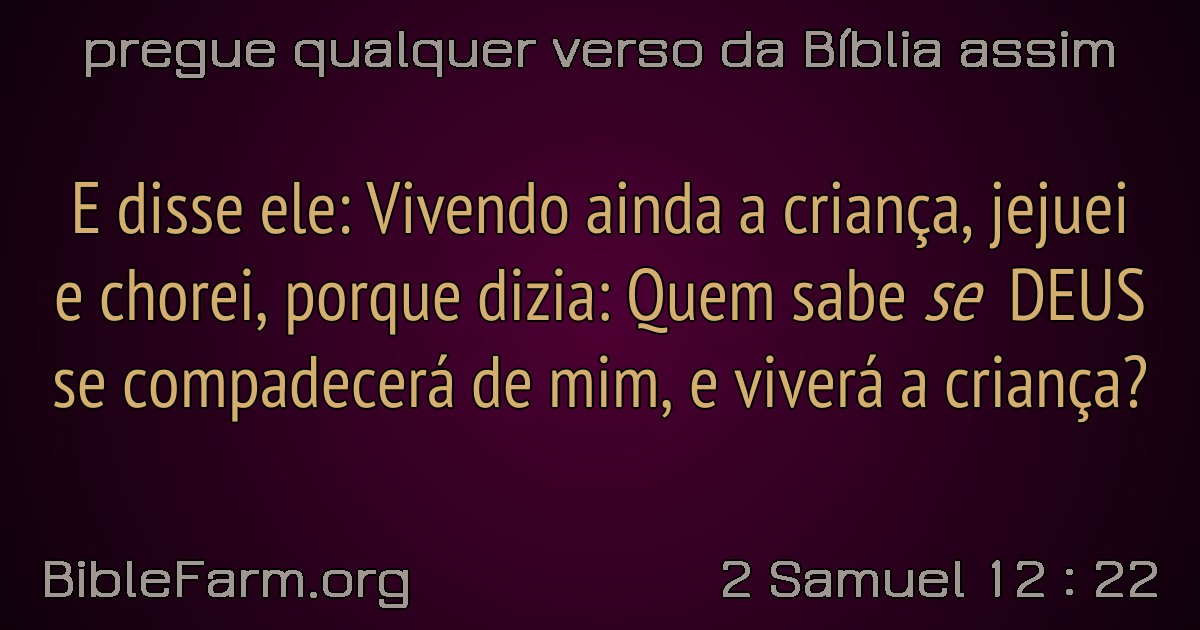 pregue qualquer verso da Bíblia assim
E disse ele: Vivendo ainda a criança, jejuei
e chorei, porque dizia: Quem sabe se DEUS
se compadecerá de mim, e viverá a criança?
BibleFarm.org
2 Samuel 12 : 22